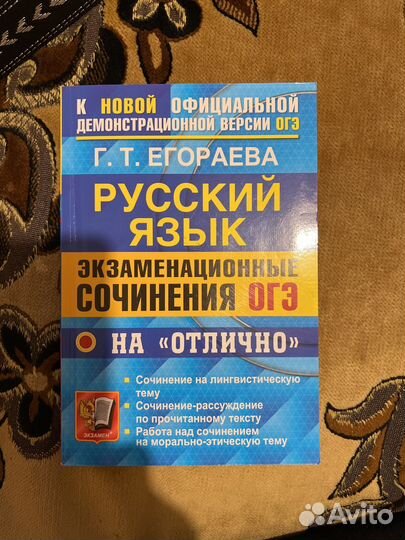 К НОВОЙ ОФИЦИАЛЬНОЙ
ДЕМОНСТРАЦИОННОЙ ВЕРСИИ ОГЭ
Г. Т. ЕГОРАЕВА
РУССКИЙ
ЯЗЫК
ЭКЗАМЕНАЦИОННЫЕ
СОЧИНЕНИЯ ОГЭ
НА «ОТЛИЧНО»
• Сочинение на лингвистическую
тему
• Сочинение-рассуждение
по прочитанному тексту
• Работа над сочинением
на морально-этическую тему
ЭКЗАМЕН
Avito